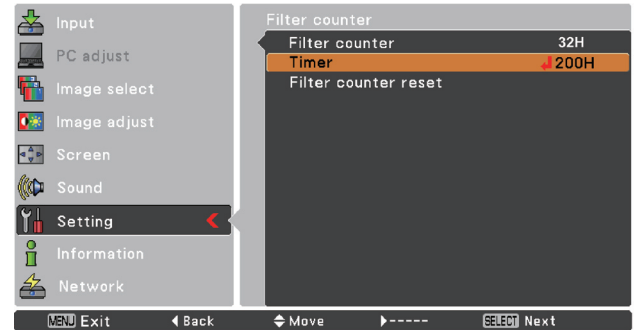 Input
PC adjust
Image select
Image adjust
Screen
Sound
Setting
Information
Network
Filter counter
Filter counter 32H
Timer 200H
Filter counter reset
MENU Exit Back Move ----- SELECT Next